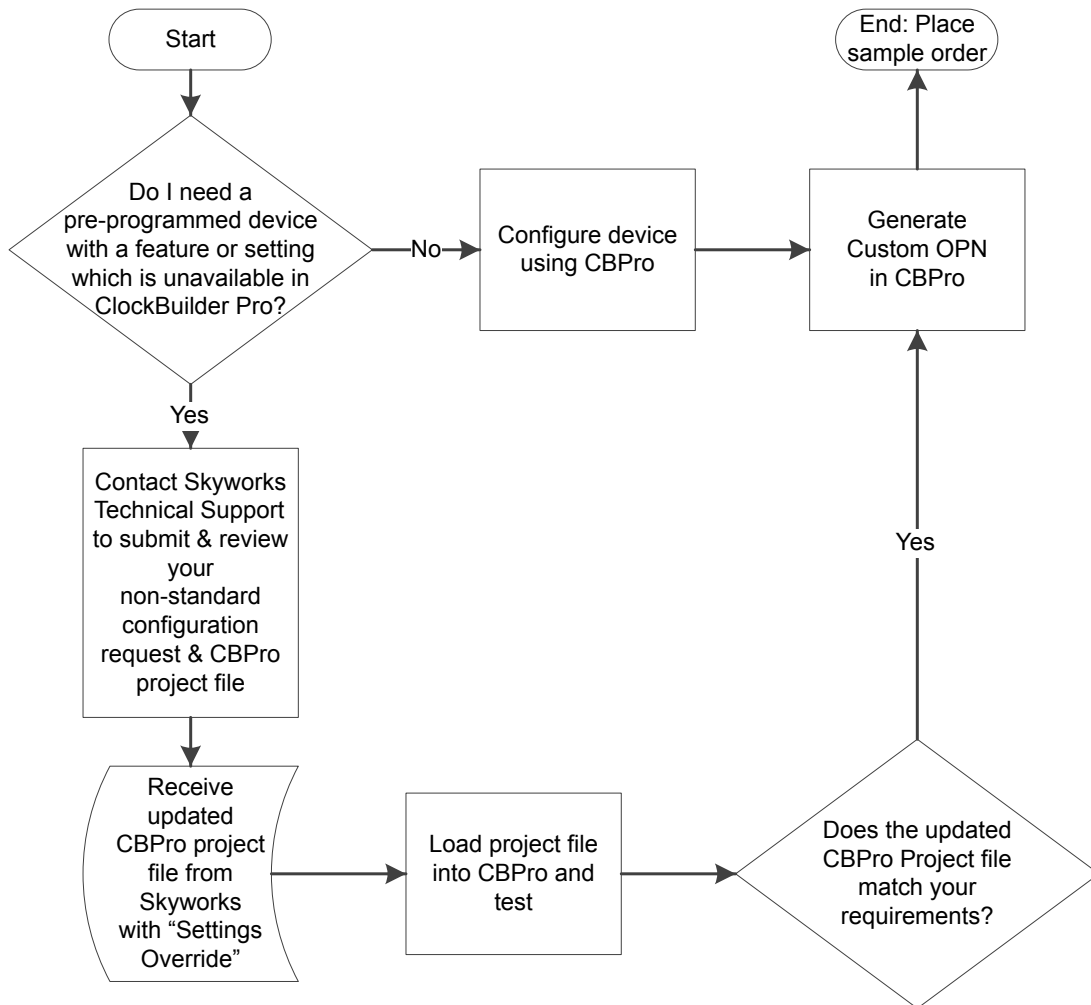 Start
End: Place
sample order
Do I need a
pre-programmed device
with a feature or setting
which is unavailable in
ClockBuilder Pro?
No
Configure device
using CBPro
Generate
Custom OPN
in CBPro
Yes
Contact Skyworks
Technical Support
to submit & review
your
non-standard
configuration
request & CBPro
project file
Yes
Receive
updated
CBPro project
file from
Skyworks
with “Settings
Override”
Load project file
into CBPro and
test
Does the updated
CBPro Project file
match your
requirements?